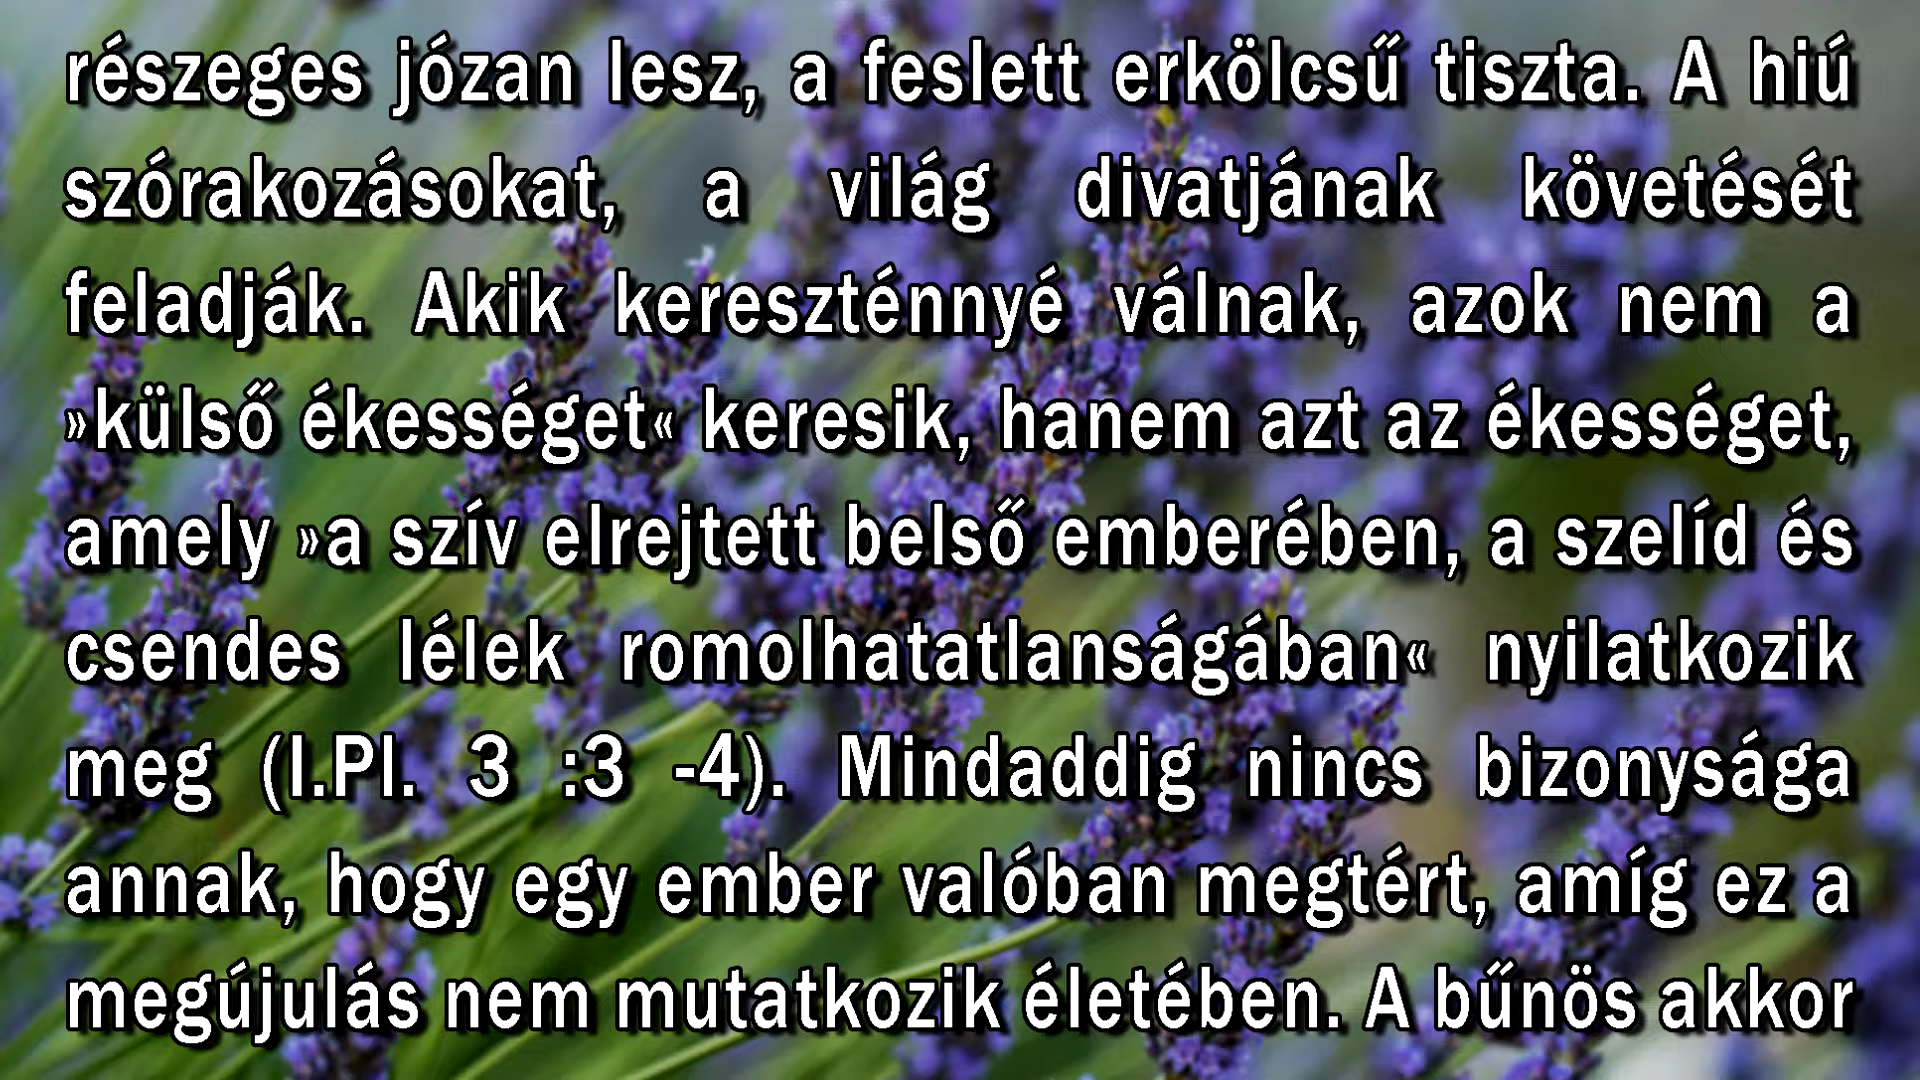 részeges józan lesz, a feslett erkölcsű tiszta. A hiú
szórakozásokat, a világ divatjának követését
feladják. Akik kereszténnyé válnak, azok nem a
»külső ékességet« keresik, hanem azt az ékességet,
amely »a szív elrejtett belső emberében, a szelíd és
csendes lélek romolhatatlanságában« nyilatkozik
meg (I.Pl. 3 :3 -4). Mindaddig nincs bizonysága
annak, hogy egy ember valóban megtért, amíg ez a
megújulás nem mutatkozik életében. A bűnös akkor